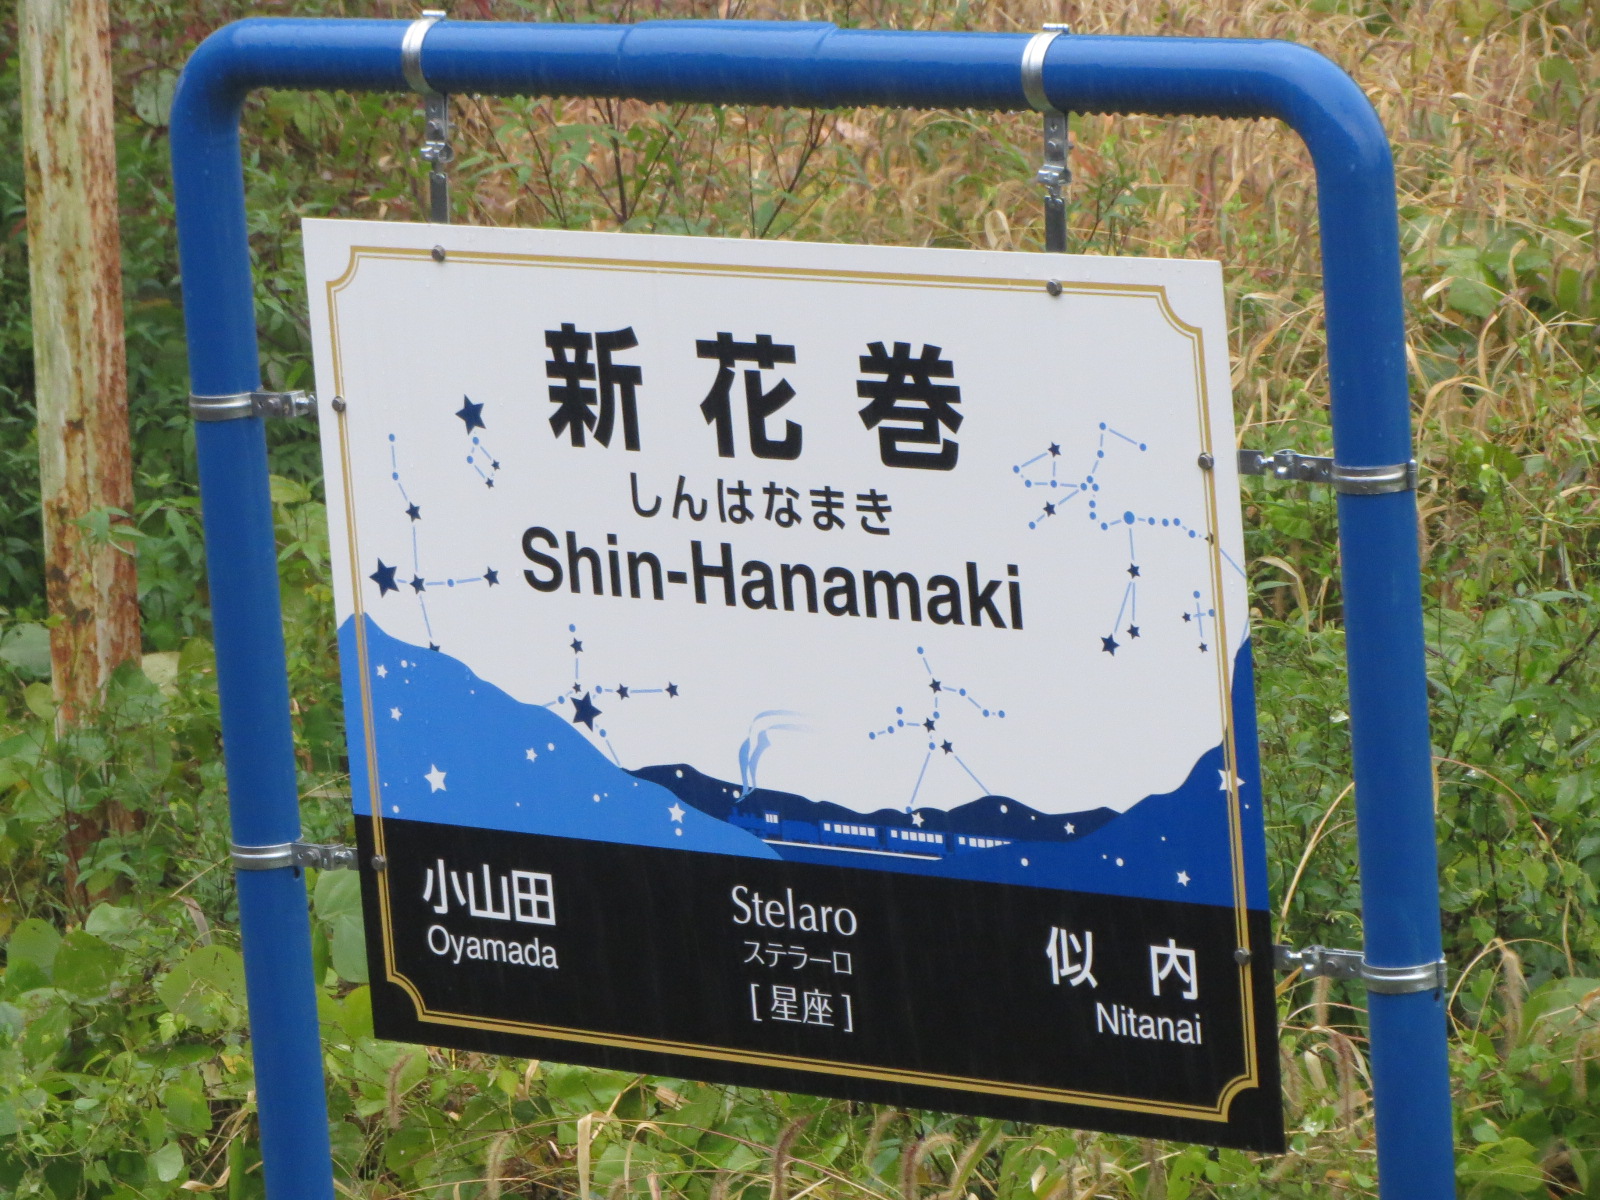 新花巻
しんはなまき
Shin-Hanamaki
小山田
Oyamada
Stelaro
ステラーロ
[星座]
似内
Nitanai